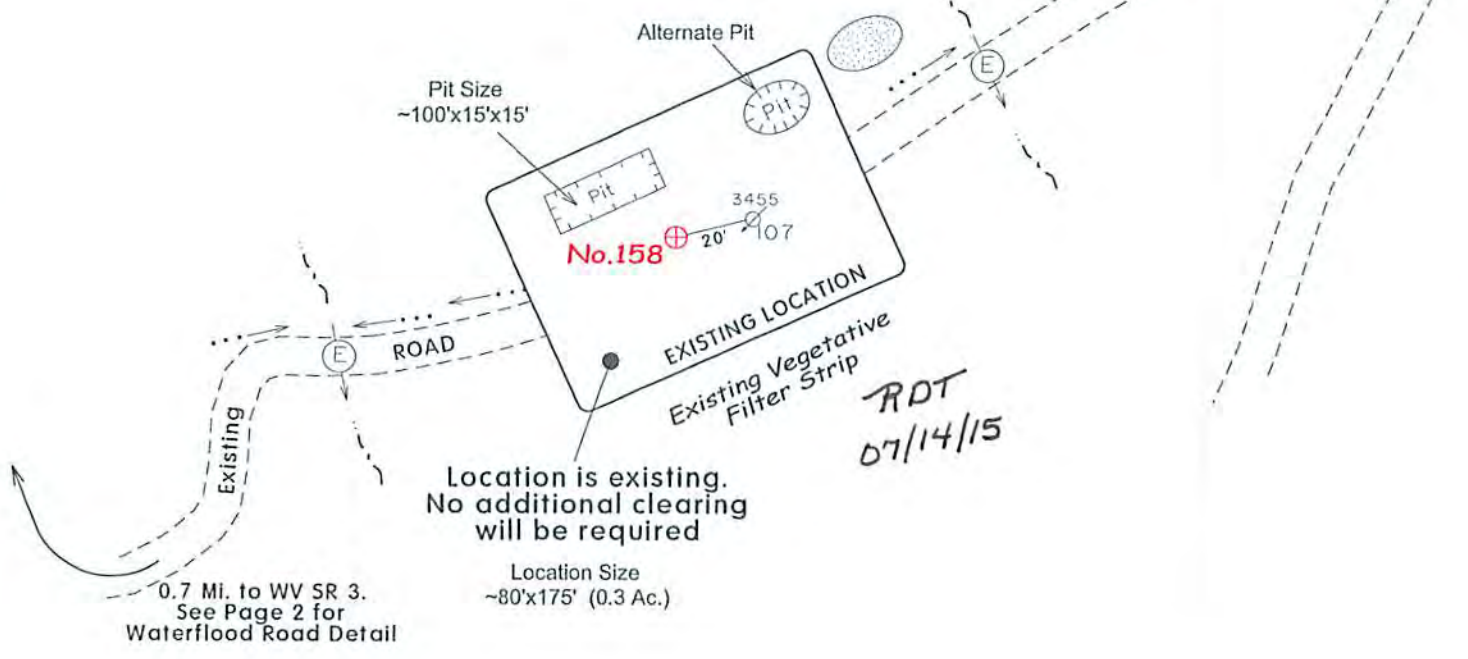 Alternate Pit
Pit Size
~100'x15'x15'
E
Pit
Pit
3455
107
20'
No.158
EXISTING LOCATION
Existing Vegetative
Filter Strip
RDT
07/14/15
E
ROAD
Existing
Location is existing.
No additional clearing
will be required
Location Size
~80'x175' (0.3 Ac.)
0.7 Mi. to WV SR 3.
See Page 2 for
Waterflood Road Detail